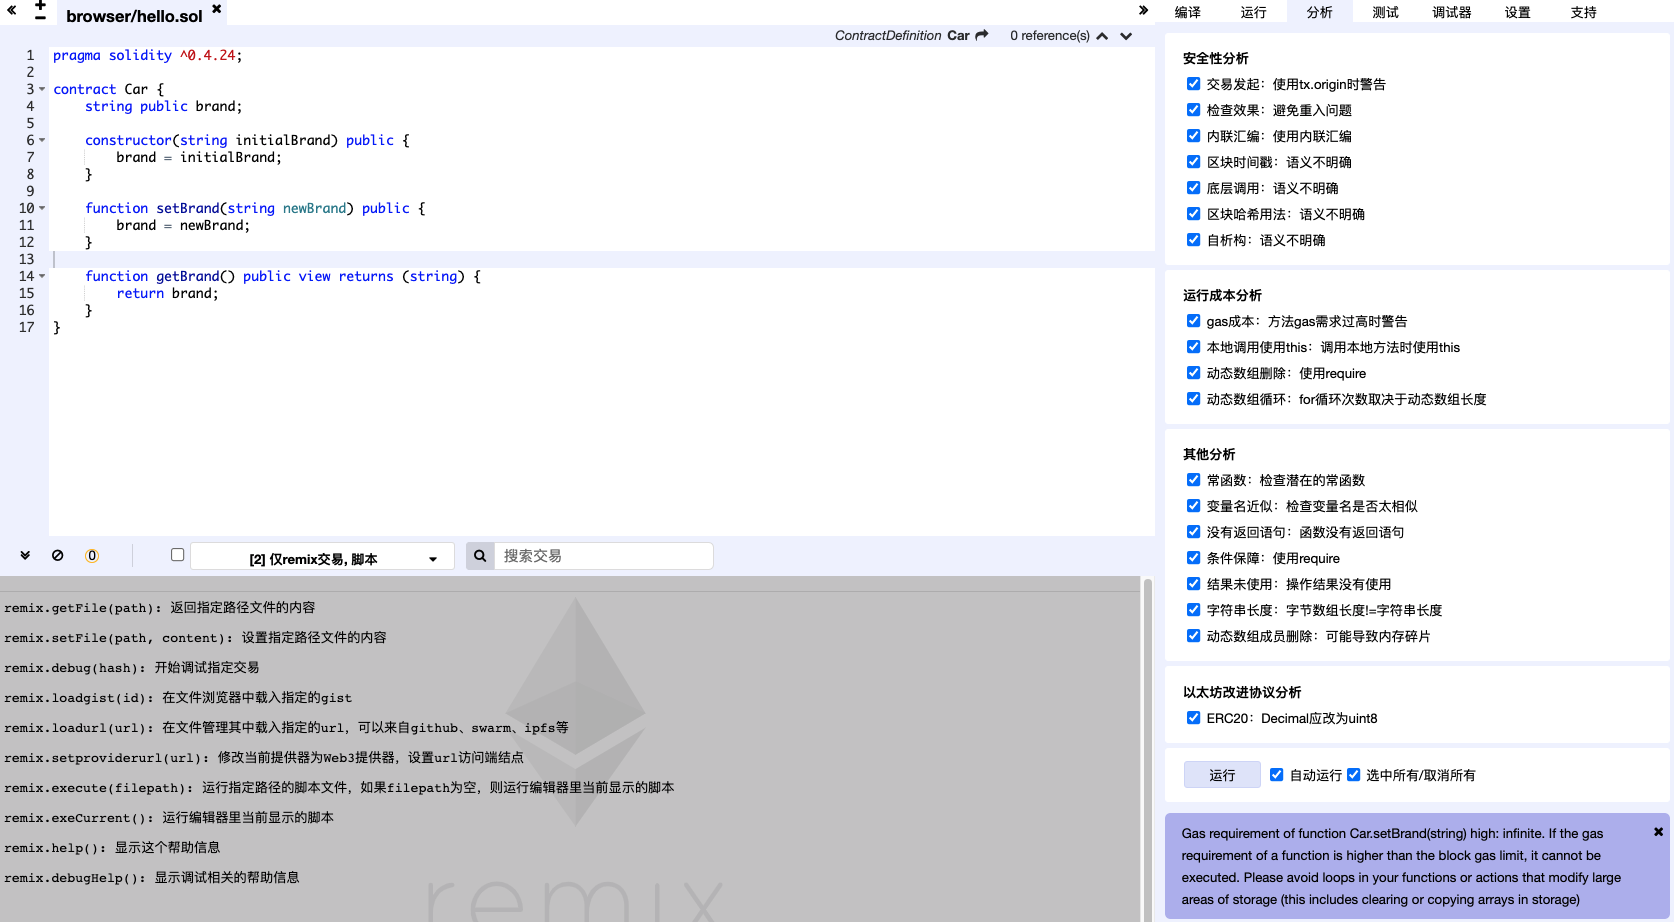 browser/hello.sol
ContractDefinition Car 0 reference(s)
1 pragma solidity ^0.4.24;
2
3 contract Car {
4 string public brand;
5
6 constructor(string initialBrand) public {
7 brand = initialBrand;
8 }
9
10 function setBrand(string newBrand) public {
11 brand = newBrand;
12 }
13
14 function getBrand() public view returns (string) {
15 return brand;
16 }
17 }
0 [2] 仅remix交易, 脚本 搜索交易
remix.getFile(path): 返回指定路径文件的内容
remix.setFile(path, content): 设置指定路径文件的内容
remix.debug(hash): 开始调试指定交易
remix.loadgist(id): 在文件浏览器中载入指定的gist
remix.loadurl(url): 在文件管理其中载入指定的url, 可以来自github、swarm、ipfs等
remix.setproviderurl(url): 修改当前提供器为Web3提供器, 设置url访问端结点
remix.execute(filepath): 运行指定路径的脚本文件, 如果filepath为空, 则运行编辑器里当前显示的脚本
remix.exeCurrent(): 运行编辑器里当前显示的脚本
remix.help(): 显示这个帮助信息
remix.debugHelp(): 显示调试相关的帮助信息
remix
编译 运行 分析 测试 调试器 设置 支持
安全性分析
交易发起：使用tx.origin时警告
检查效果：避免重入问题
内联汇编：使用内联汇编
区块时间戳：语义不明确
底层调用：语义不明确
区块哈希用法：语义不明确
自析构：语义不明确
运行成本分析
gas成本：方法gas需求过高时警告
本地调用使用this：调用本地方法时使用this
动态数组删除：使用require
动态数组循环：for循环次数取决于动态数组长度
其他分析
常函数：检查潜在的常函数
变量名近似：检查变量名是否太相似
没有返回语句：函数没有返回语句
条件保障：使用require
结果未使用：操作结果没有使用
字符串长度：字节数组长度!=字符串长度
动态数组成员删除：可能导致内存碎片
以太坊改进协议分析
ERC20：Decimal应改为uint8
运行 自动运行 选中所有/取消所有
Gas requirement of function Car.setBrand(string) high: infinite. If the gas
requirement of a function is higher than the block gas limit, it cannot be
executed. Please avoid loops in your functions or actions that modify large
areas of storage (this includes clearing or copying arrays in storage)